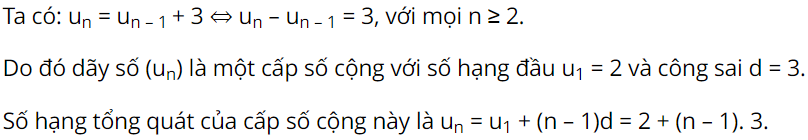 Ta có: uₙ = uₙ ₋ ₁ + 3 ⇔ uₙ – uₙ ₋ ₁ = 3, với mọi n ≥ 2.
Do đó dãy số (uₙ) là một cấp số cộng với số hạng đầu u₁ = 2 và công sai d = 3.
Số hạng tổng quát của cấp số cộng này là uₙ = u₁ + (n – 1)d = 2 + (n – 1). 3.